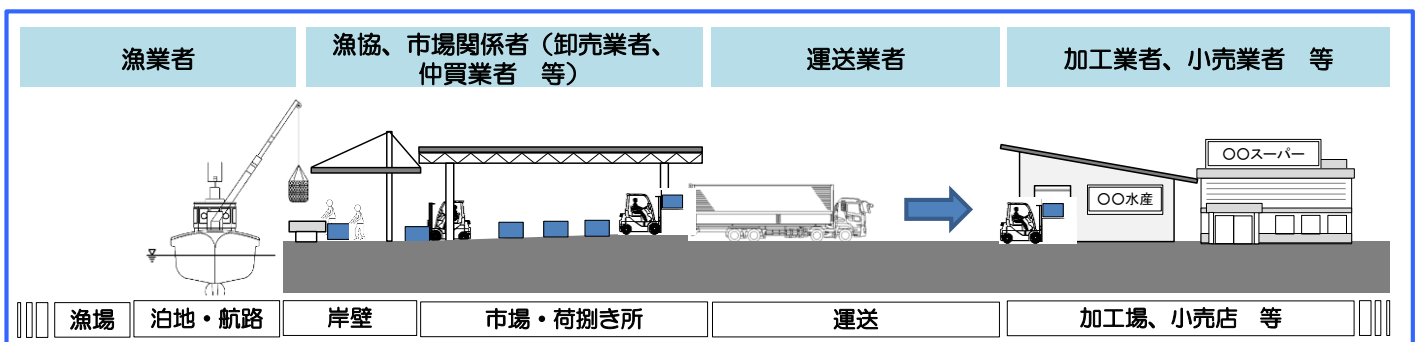 漁業者
漁協、市場関係者（卸売業者、
仲買業者　等）
運送業者
加工業者、小売業者　等
〇〇スーパー
〇〇水産
漁場
泊地・航路
岸壁
市場・荷捌き所
運送
加工場、小売店　等